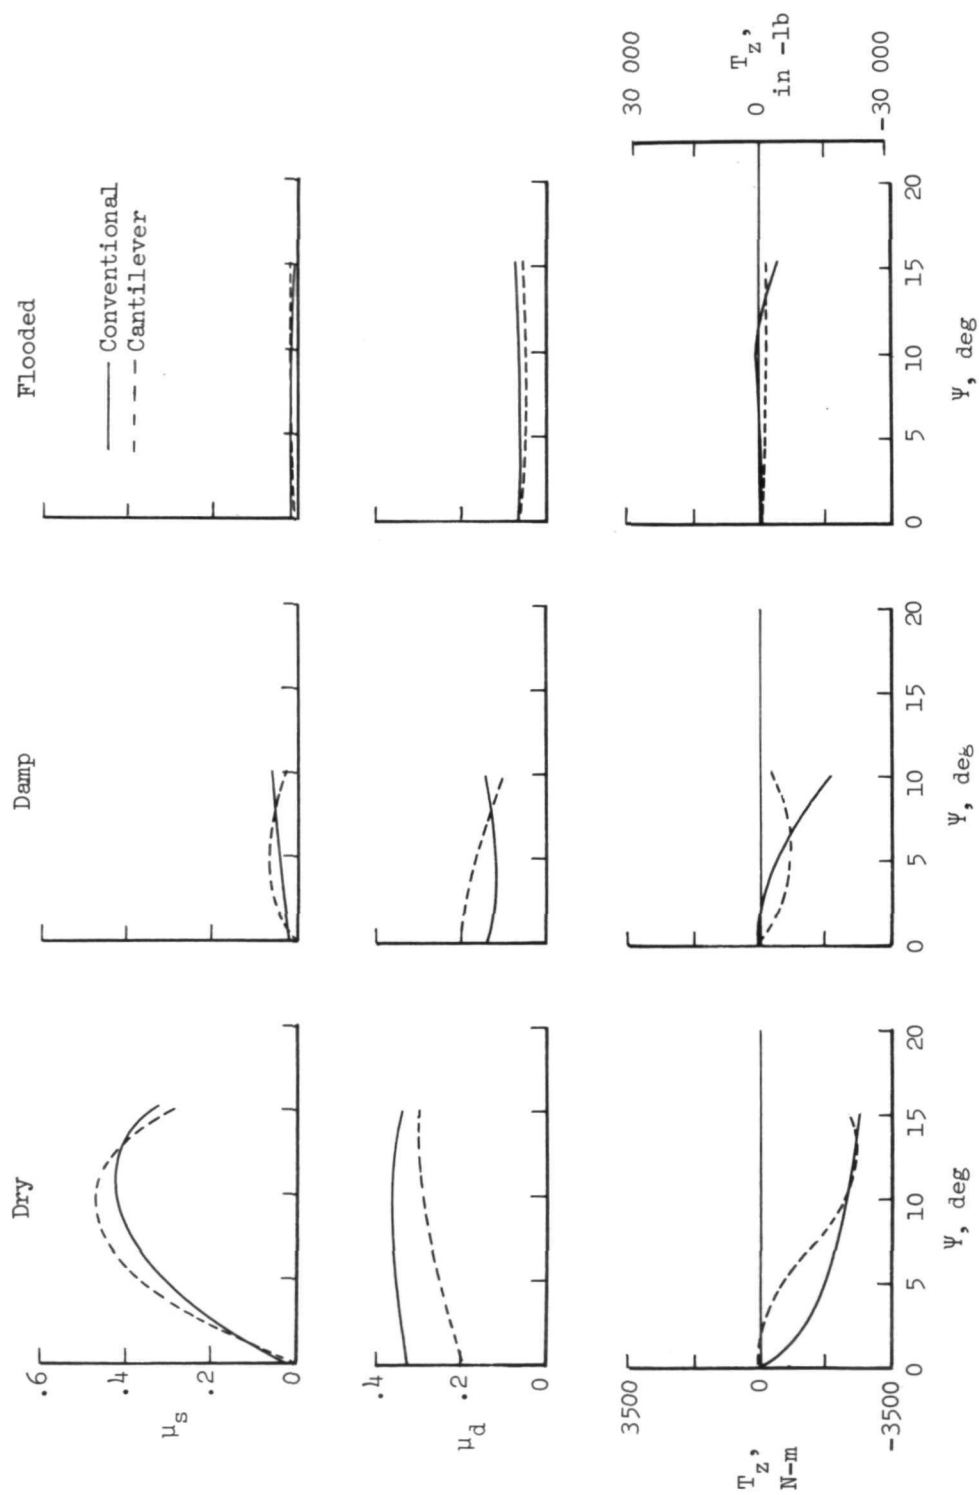 Dry
Damp
Flooded
Conventional
Cantilever
.6
.4
.2
0
μs
.4
.2
0
μd
3500
0
-3500
Tz,
N-m
30 000
0
-30 000
Tz,
in -lb
0 5 10 15 20
0 5 10 15 20
0 5 10 15 20
Ψ, deg
Ψ, deg
Ψ, deg